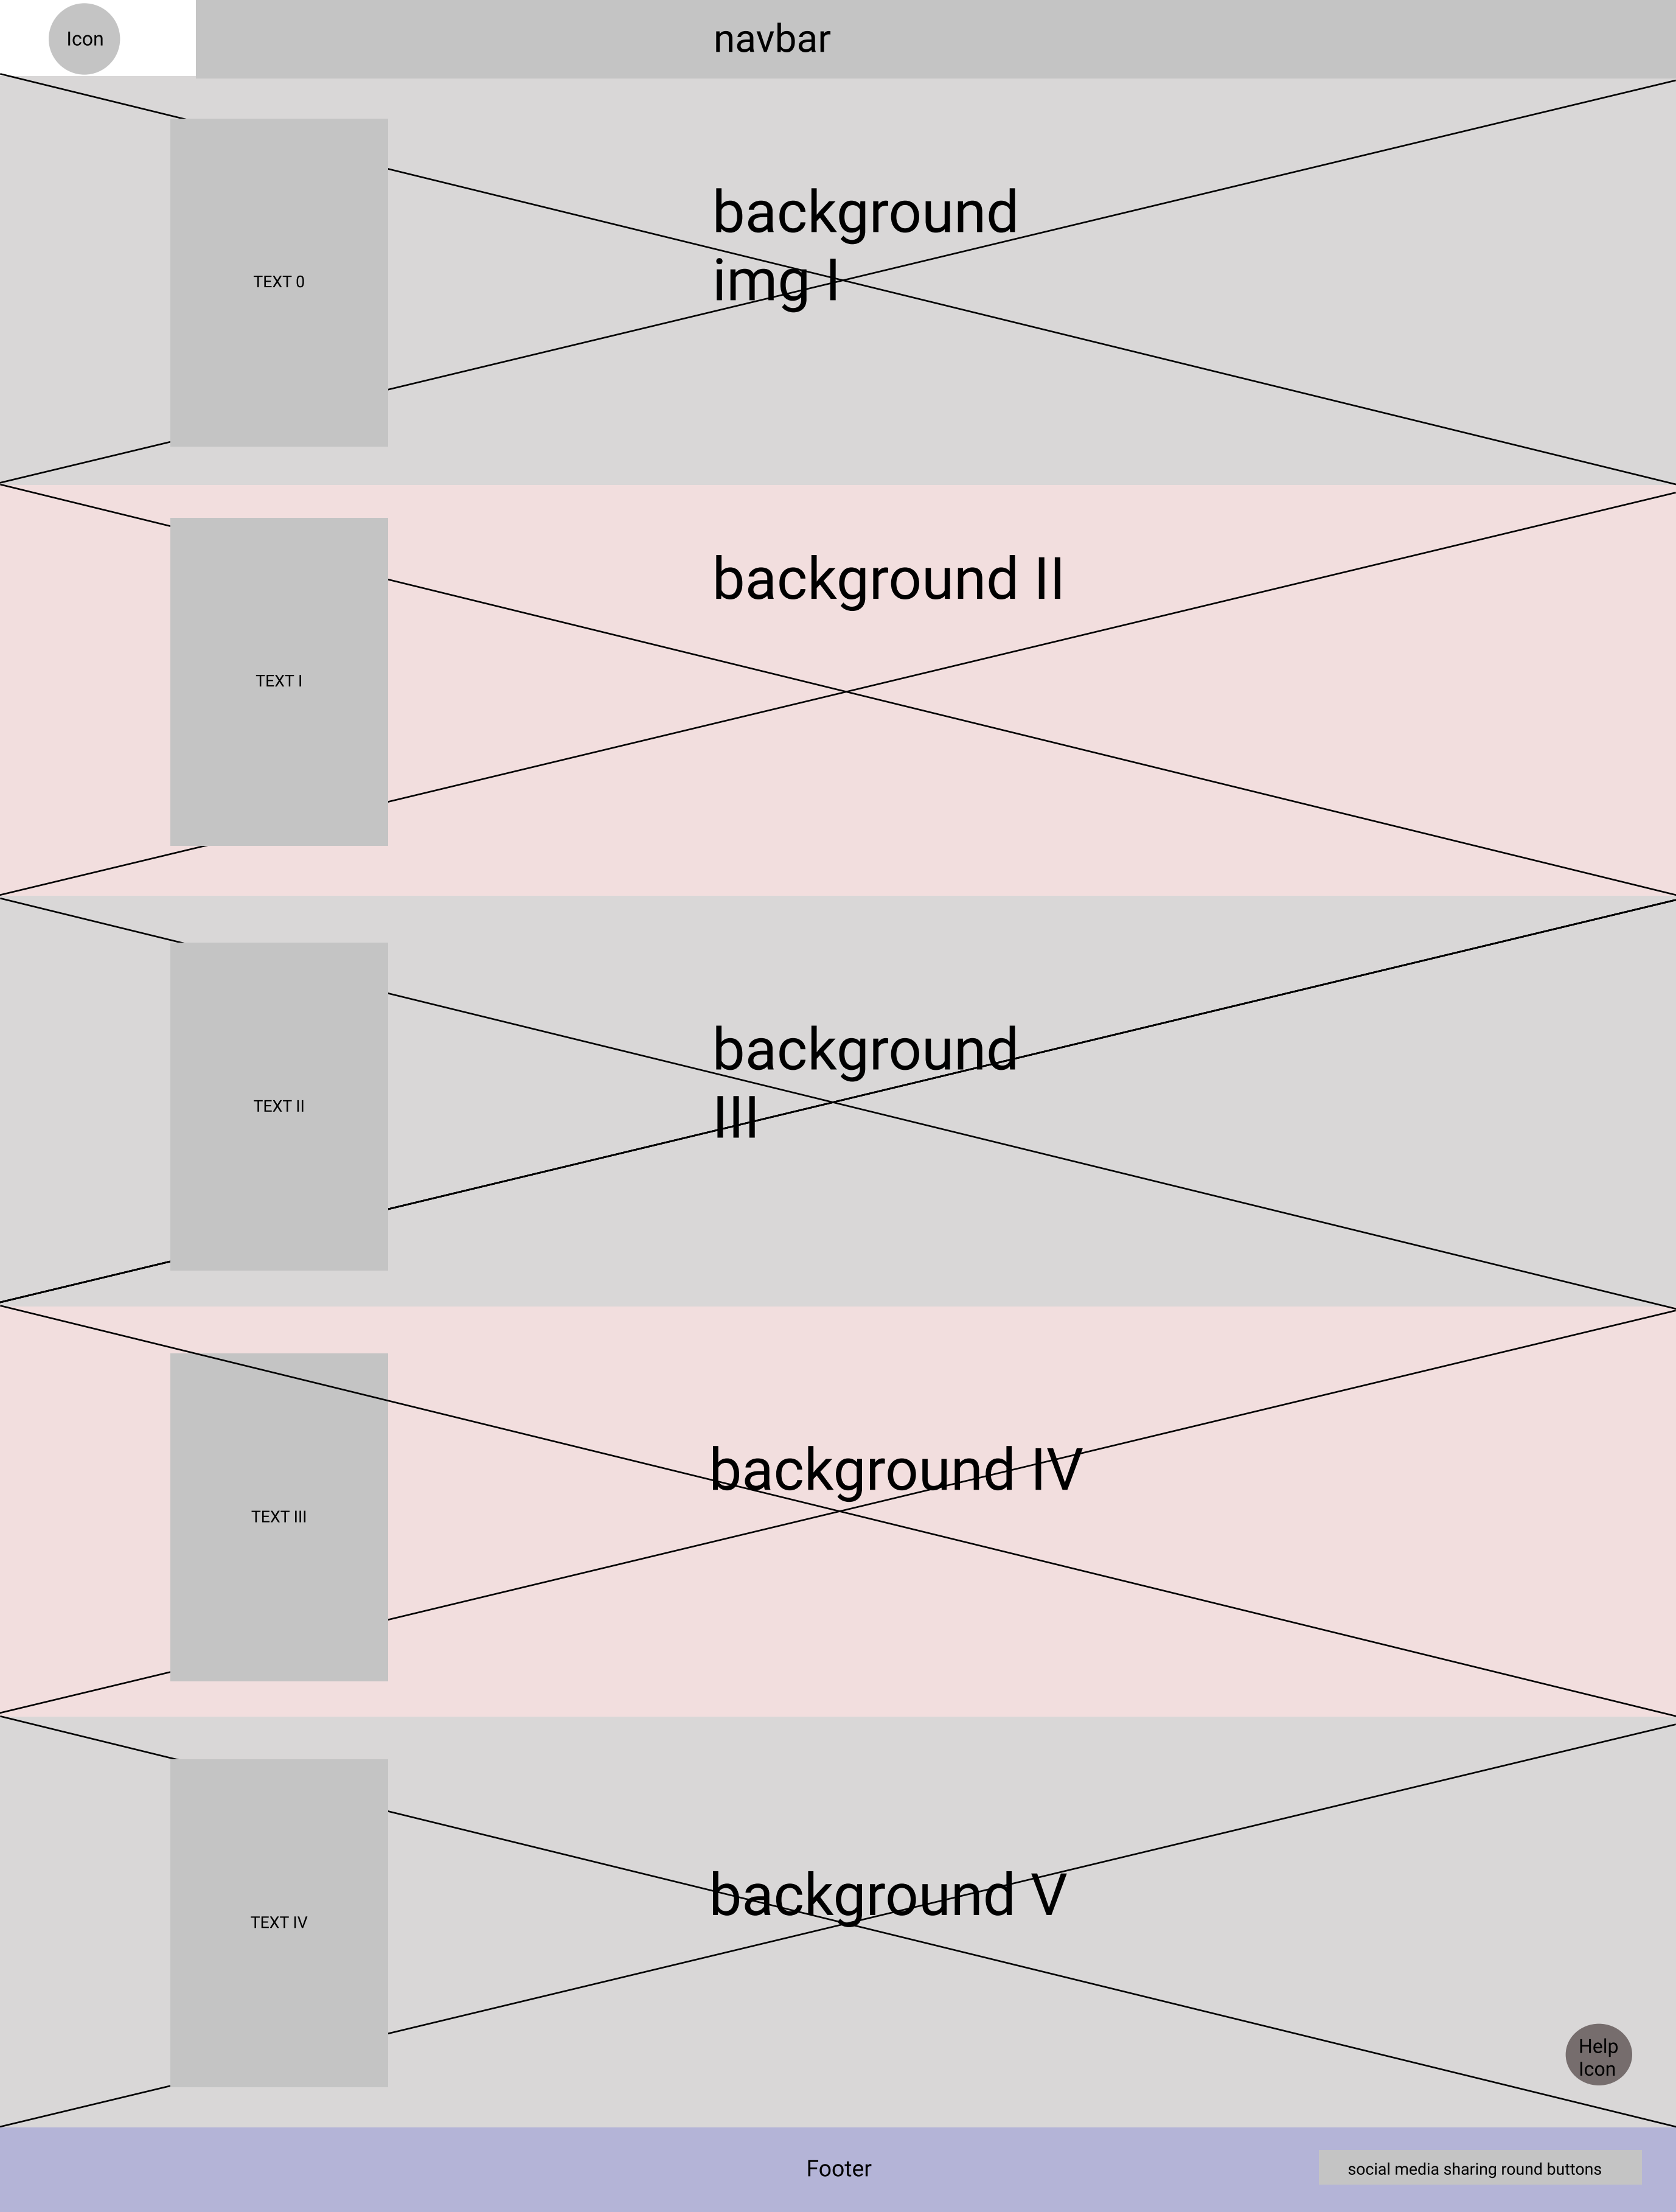 Icon
navbar
TEXT 0
background
img I
TEXT I
background II
TEXT II
background
III
TEXT III
background IV
TEXT IV
background V
Help
Icon
Footer
social media sharing round buttons